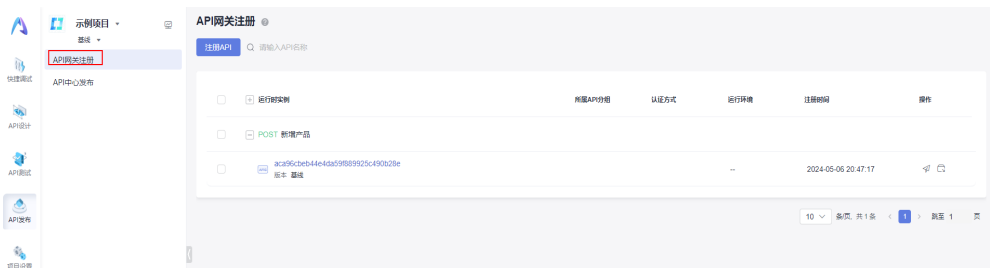 示例项目
基线
快捷调试
API设计
API测试
API发布
项目设置
API网关注册
API中心发布
API网关注册
注册API
请输入API名称
运行时实例 所属API分组 认证方式 运行环境 注册时间 操作
POST 新增产品
aca96cbeb44e4da59f889925c490b28e
版本 基线
-- 2024-05-06 20:47:17
10 条/页, 共 1 条 1 跳至 1 页